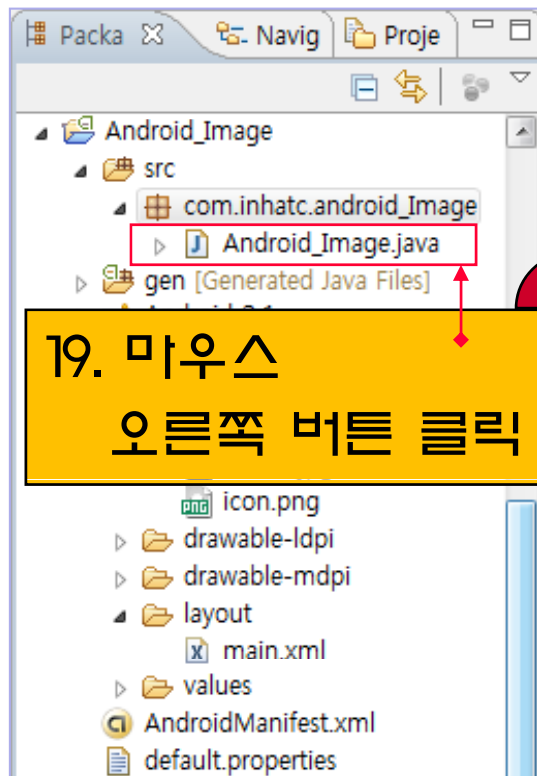 Packa
Navig
Proje
Android_Image
src
com.inhatc.android_Image
Android_Image.java
gen [Generated Java Files]
19. 마우스
오른쪽 버튼 클릭
icon.png
drawable-ldpi
drawable-mdpi
layout
main.xml
values
AndroidManifest.xml
default.properties